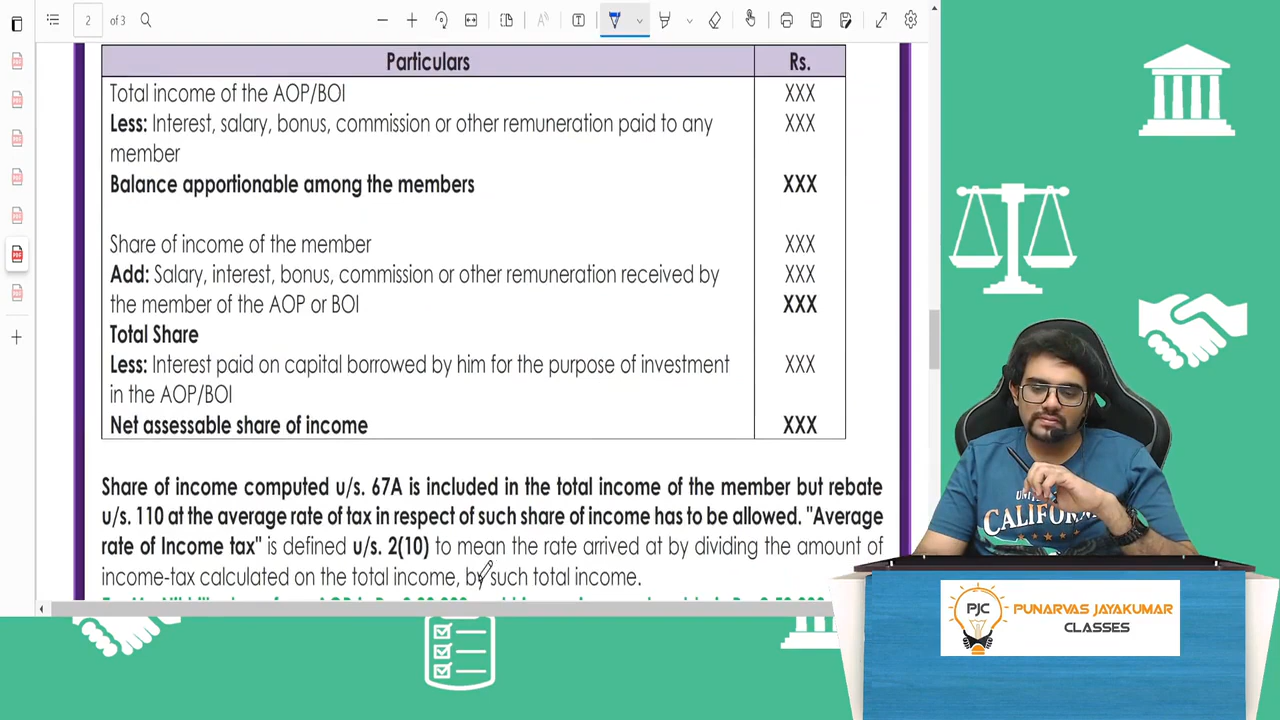 2 of 3
Particulars Rs.
Total income of the AOP/BOI XXX
Less: Interest, salary, bonus, commission or other remuneration paid to any XXX
member
Balance apportionable among the members XXX
Share of income of the member XXX
Add: Salary, interest, bonus, commission or other remuneration received by XXX
the member of the AOP or BOI XXX
Total Share
Less: Interest paid on capital borrowed by him for the purpose of investment XXX
in the AOP/BOI
Net assessable share of income XXX
Share of income computed u/s. 67A is included in the total income of the member but rebate
u/s. 110 at the average rate of tax in respect of such share of income has to be allowed. "Average
rate of Income tax" is defined u/s. 2(10) to mean the rate arrived at by dividing the amount of
income-tax calculated on the total income, by such total income.
CALIFORNIA
PJC
PUNARVAS JAYAKUMAR
CLASSES